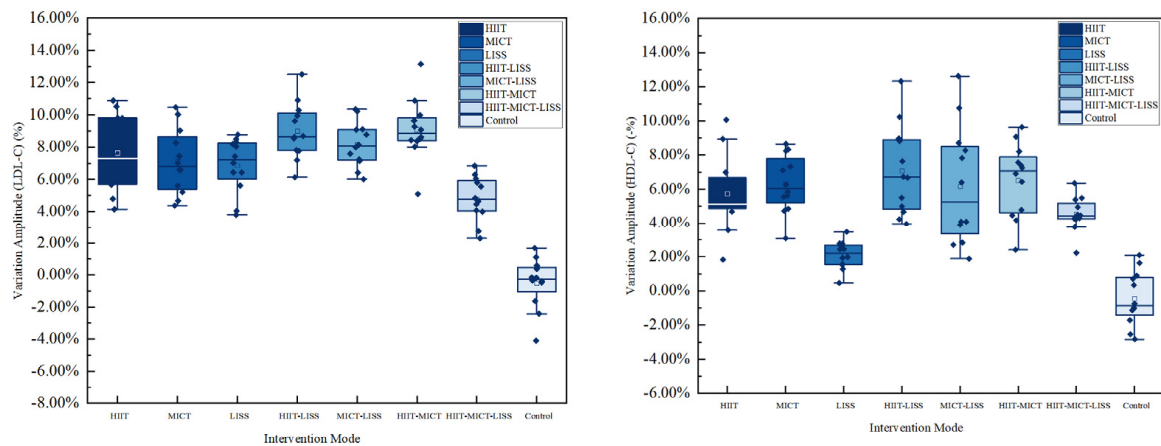 Variation Amplitude (LDL-C) (%)
16.00%
14.00%
12.00%
10.00%
8.00%
6.00%
4.00%
2.00%
0.00%
-2.00%
-4.00%
-6.00%
-8.00%
HIIT
MICT
LISS
HIIT-LISS
MICT-LISS
HIIT-MICT
HIIT-MICT-LISS
Control
HIIT MICT LISS HIIT-LISS MICT-LISS HIIT-MICT HIIT-MICT-LISS Control
Intervention Mode
Variation Amplitude (HDL-C) (-%)
16.00%
14.00%
12.00%
10.00%
8.00%
6.00%
4.00%
2.00%
0.00%
-2.00%
-4.00%
-6.00%
HIIT
MICT
LISS
HIIT-LISS
MICT-LISS
HIIT-MICT
HIIT-MICT-LISS
Control
HIIT MICT LISS HIIT-LISS MICT-LISS HIIT-MICT HIIT-MICT-LISS Control
Intervention Mode